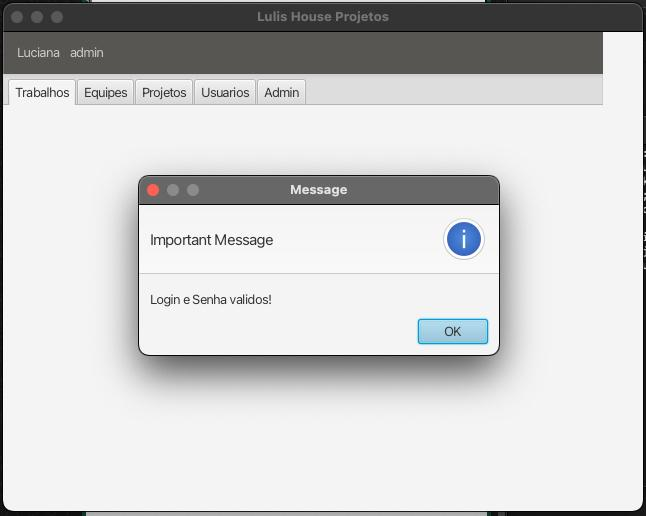 Lulis House Projetos
Luciana admin
Trabalhos Equipes Projetos Usuarios Admin
Message
Important Message
i
Login e Senha validos!
OK